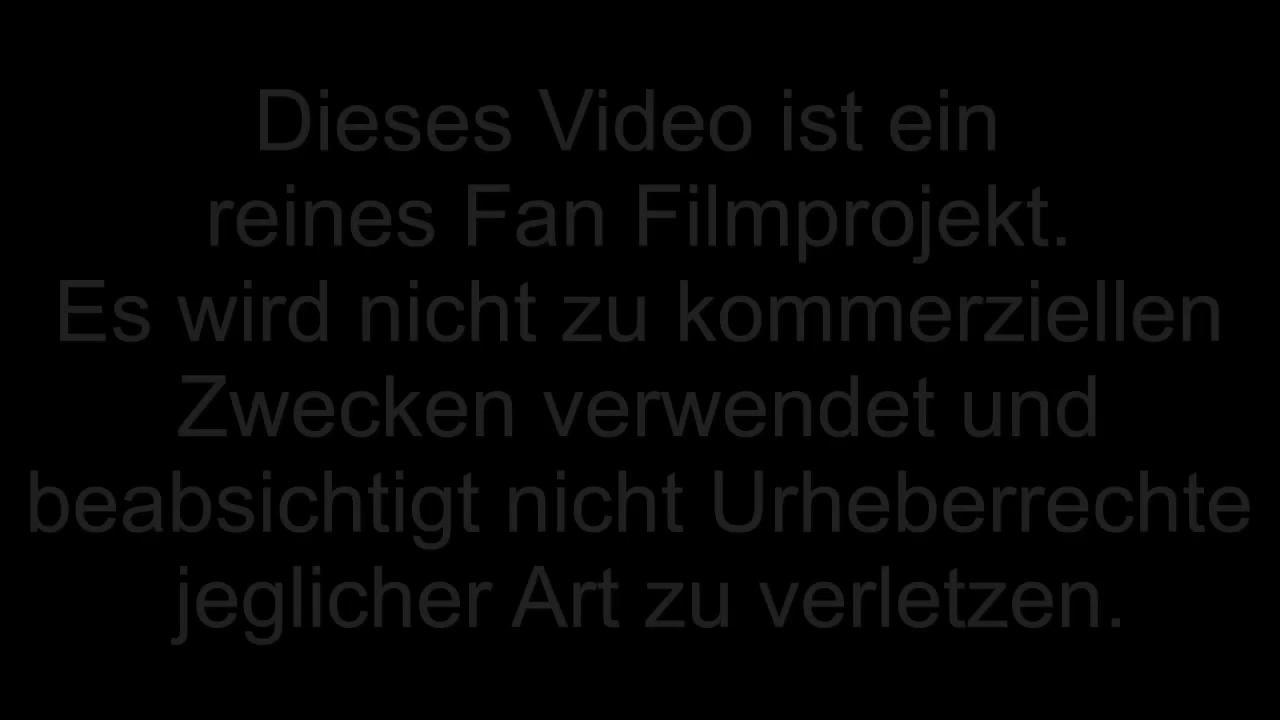 Dieses Video ist ein
reines Fan Filmprojekt.
Es wird nicht zu kommerziellen
Zwecken verwendet und
beabsichtigt nicht Urheberrechte
jeglicher Art zu verletzen.